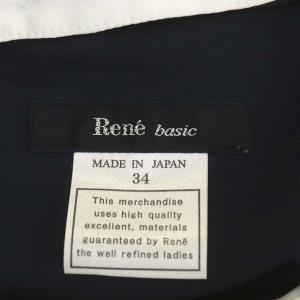 René basic
MADE IN JAPAN
34
This merchandise
uses high quality
excellent, materials
guaranteed by René
the well refined ladies